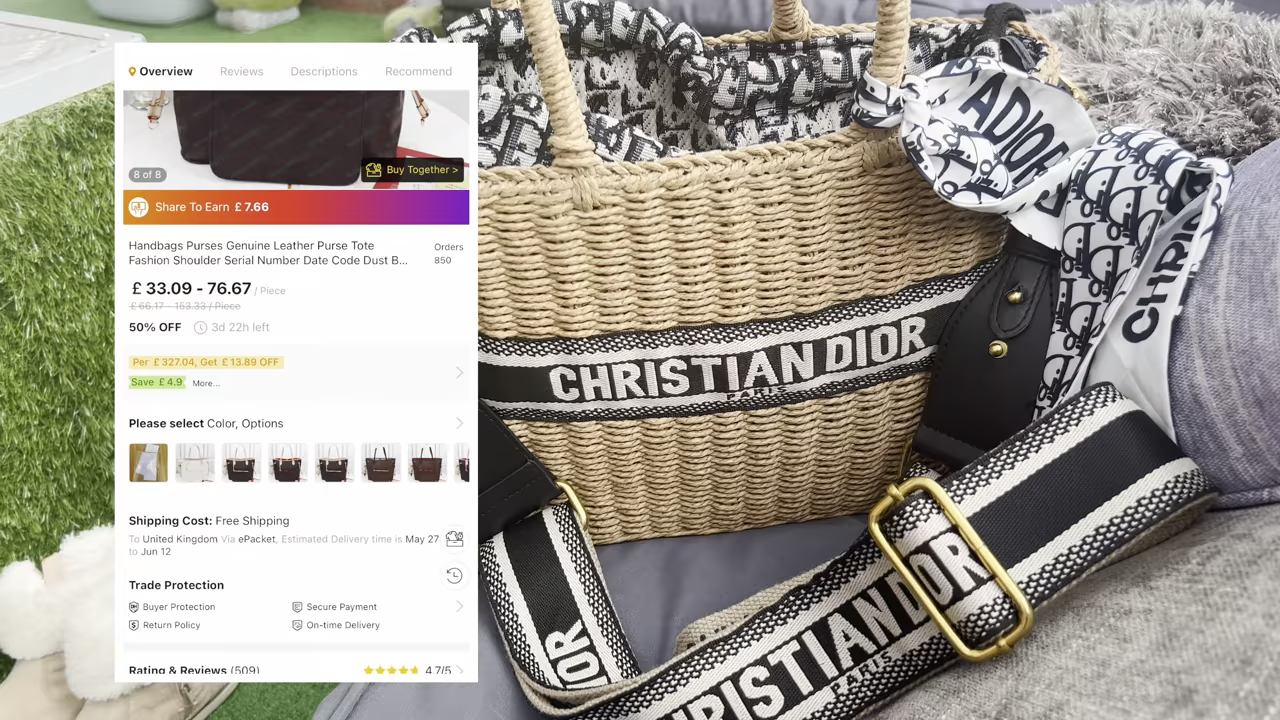 Overview Reviews Descriptions Recommend
8 of 8
Buy Together >
Share To Earn £ 7.66
Handbags Purses Genuine Leather Purse Tote
Fashion Shoulder Serial Number Date Code Dust B...
Orders
850
£ 33.09 - 76.67 / Piece
£ 66.17 - 153.33 / Piece
50% OFF 3d 22h left
Per £ 327.04, Get £ 13.89 OFF
Save £ 4.9 More...
Please select Color, Options
Shipping Cost: Free Shipping
To United Kingdom Via ePacket, Estimated Delivery time is May 27
to Jun 12
Trade Protection
Buyer Protection Secure Payment
Return Policy On-time Delivery
Rating & Reviews (509) 4.7/5
J'ADIOR
CHRISTIAN DIOR
PARIS
CHRISTIAN DIOR
PARIS